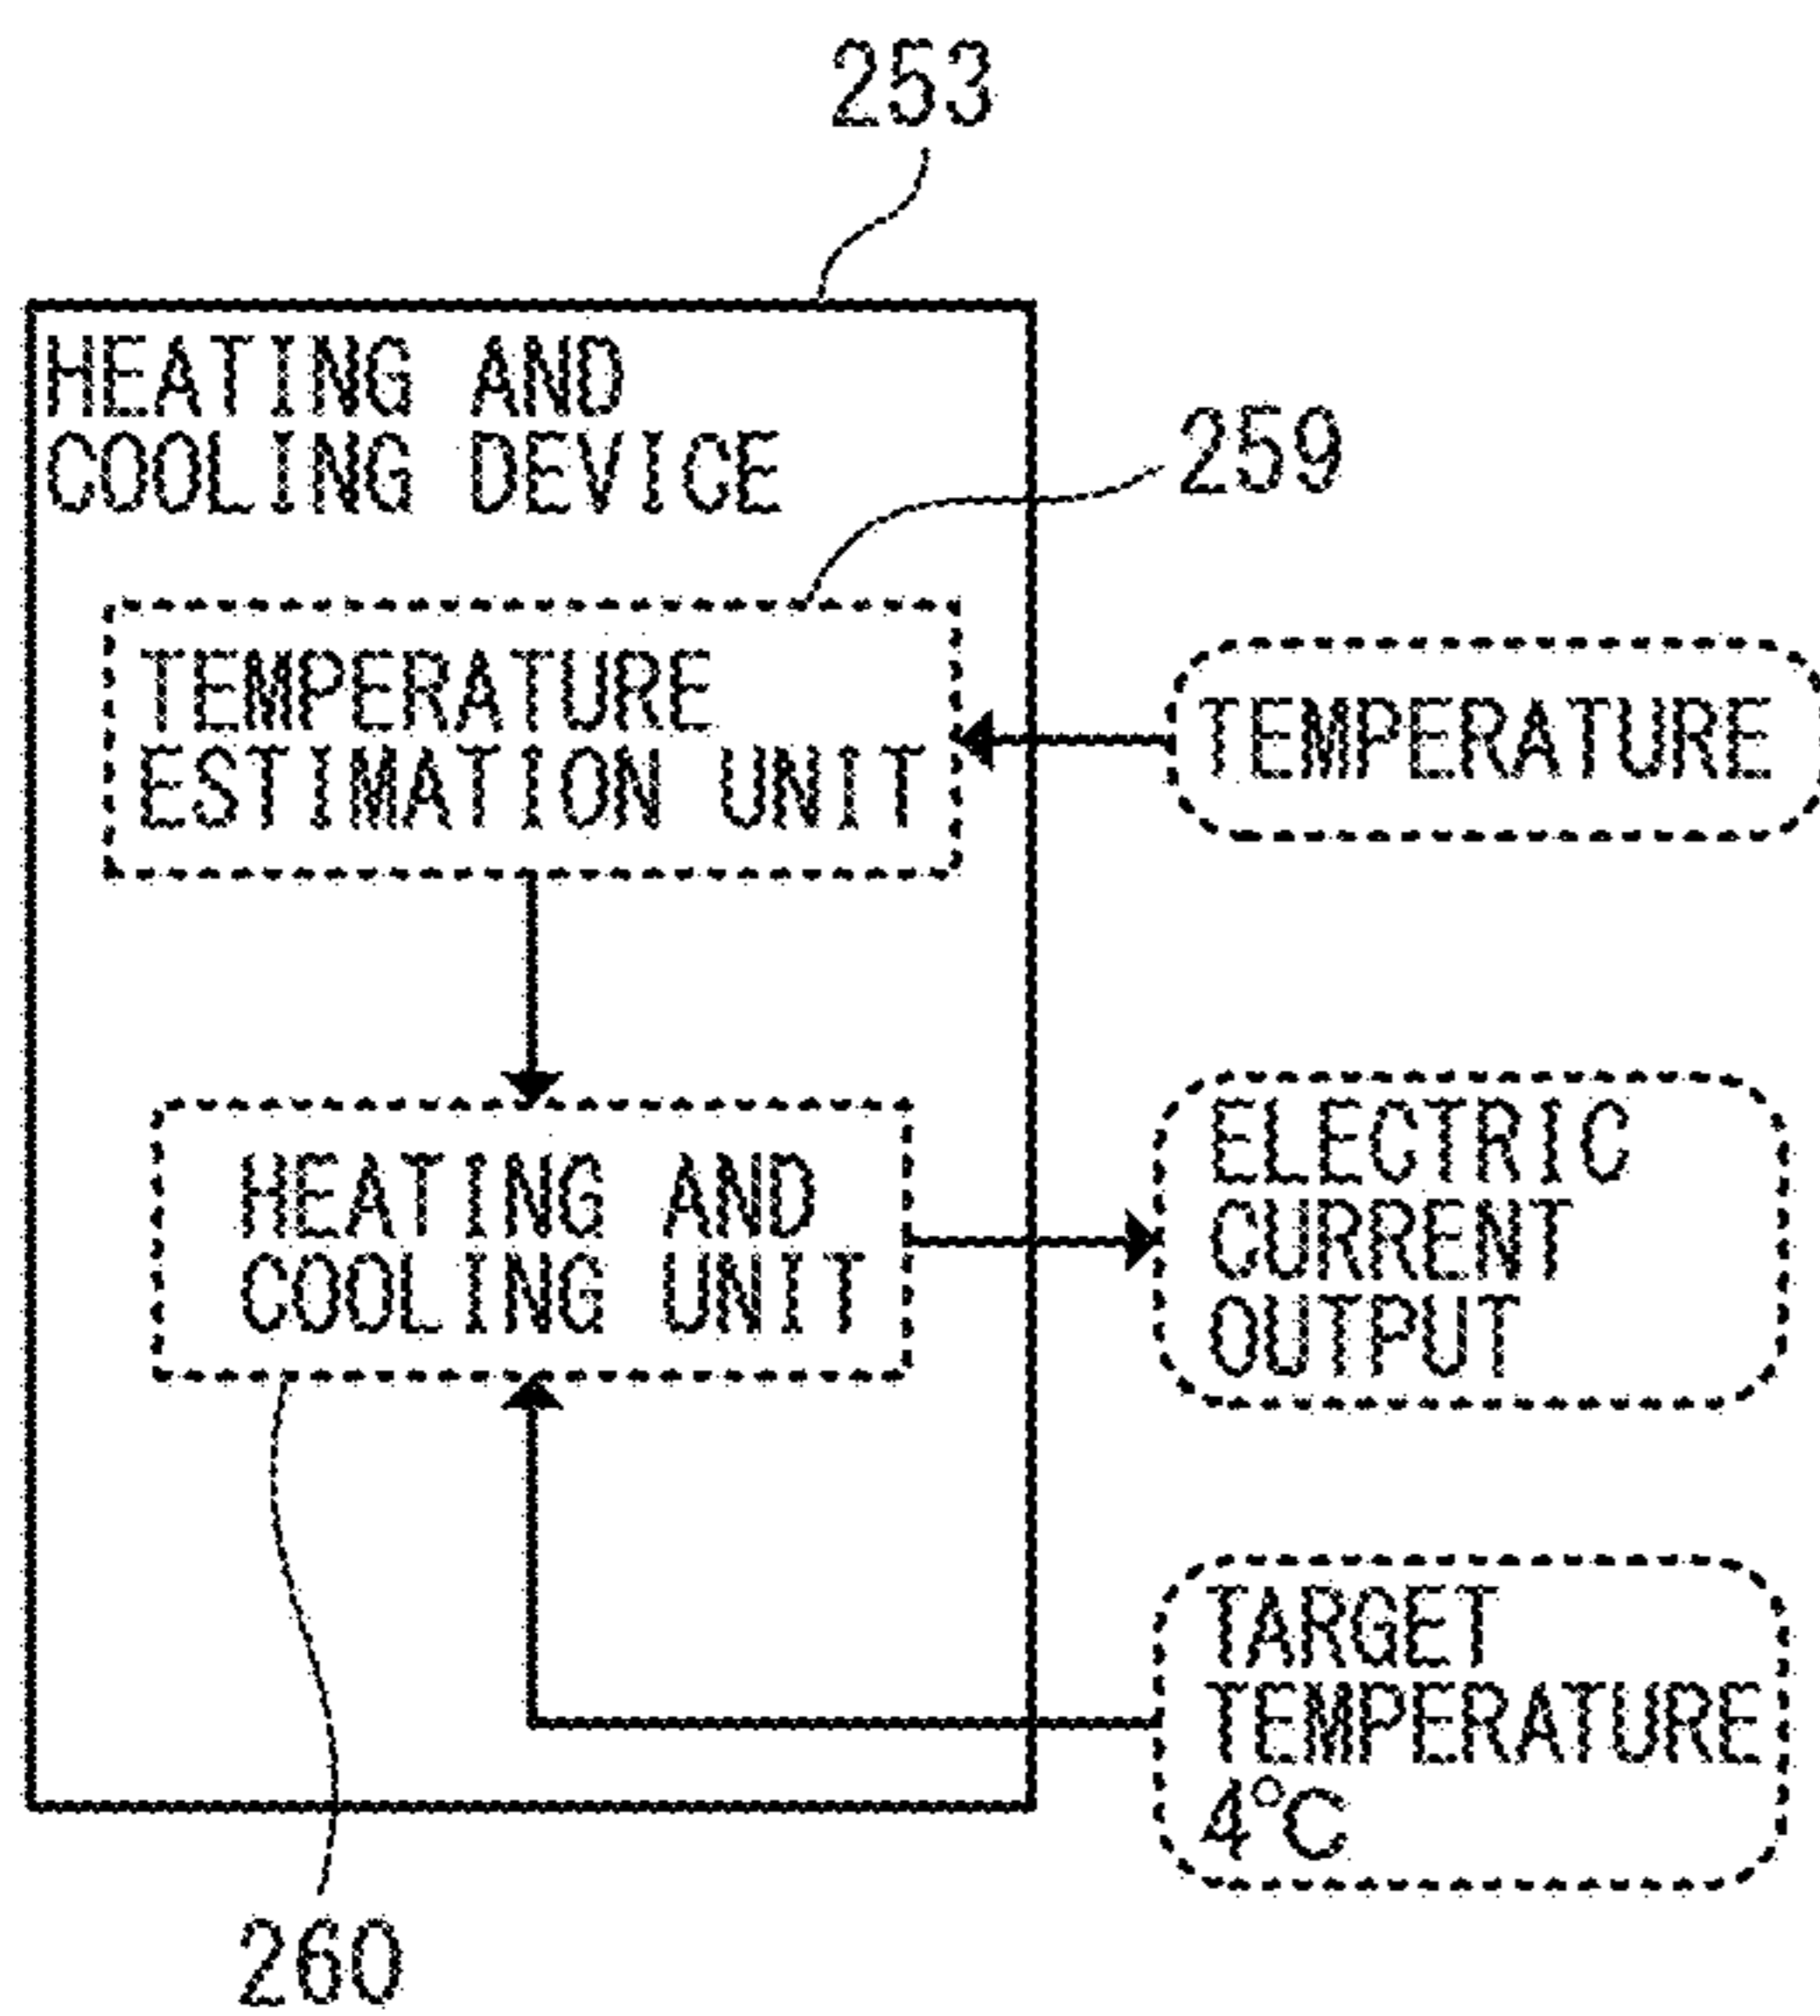 253
HEATING AND
COOLING DEVICE
259
TEMPERATURE
ESTIMATION UNIT
TEMPERATURE
HEATING AND
COOLING UNIT
ELECTRIC
CURRENT
OUTPUT
TARGET
TEMPERATURE
4℃
260